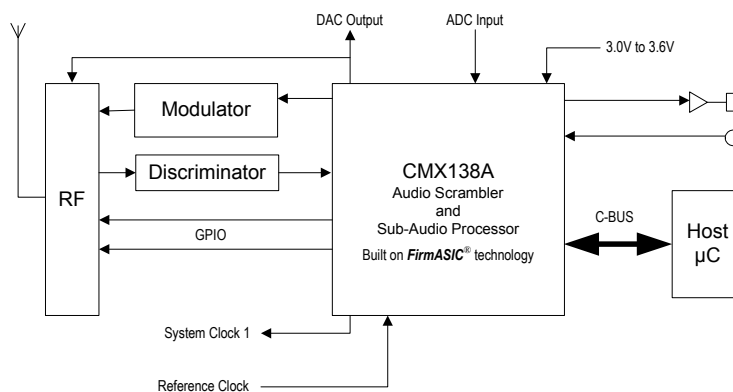 DAC Output
ADC Input
3.0V to 3.6V
Modulator
Discriminator
RF
GPIO
CMX138A
Audio Scrambler
and
Sub-Audio Processor
Built on FirmASIC® technology
C-BUS
Host
µC
System Clock 1
Reference Clock